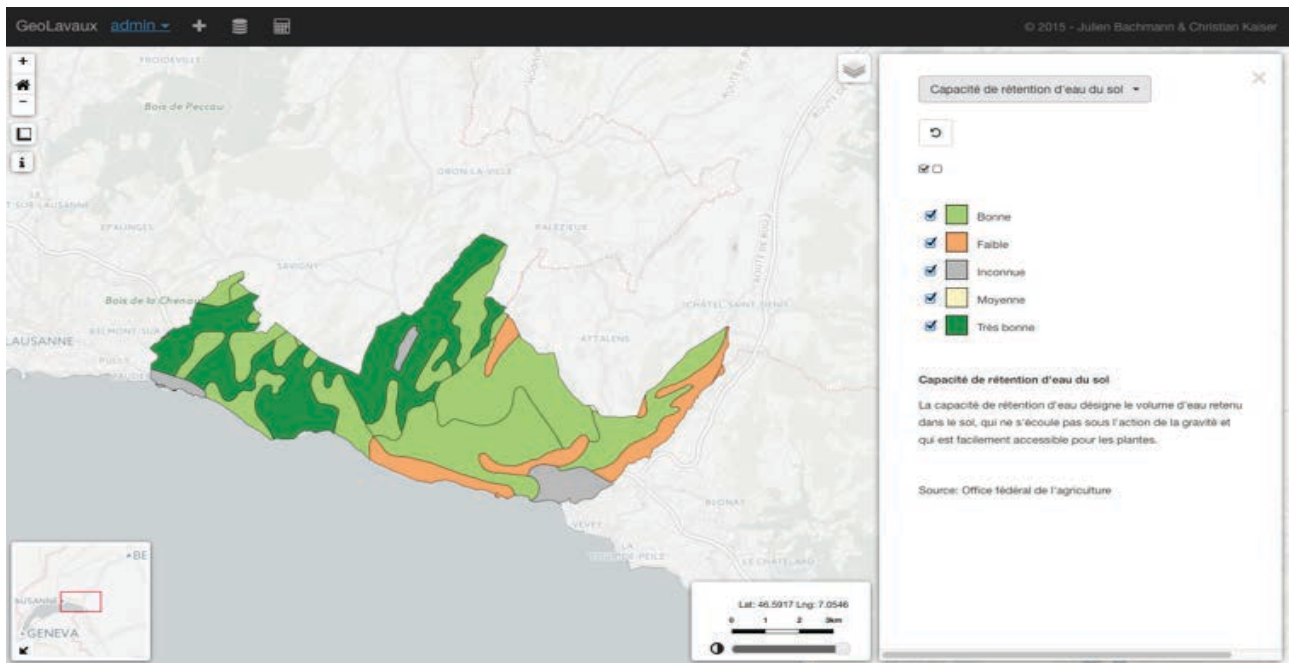 GeoLavaux admin
© 2015 - Julien Bachmann & Christian Kaiser
FROIDEVILLE
Bois de Peccau
ORON-LA-VILLE
EPALINGES
PALEZIEUX
SAVIGNY
ROUTE DE
Bois de la Chenau
CHÂTEL-SAINT-DENIS
BELMONT-SUR
LAUSANNE
ATTALENS
PULLY
BLONAY
VEVEY
LA
TOUR-DE-PEILZ
LE CHÂTELARD
Capacité de rétention d'eau du sol
Bonne
Faible
Inconnue
Moyenne
Très bonne
Capacité de rétention d'eau du sol
La capacité de rétention d'eau désigne le volume d'eau retenu
dans le sol, qui ne s'écoule pas sous l'action de la gravité et
qui est facilement accessible pour les plantes.
Source: Office fédéral de l'agriculture
BE
AUSANNE
GENEVA
Lat: 46.5917 Lng: 7.0546
0 1 2 3km